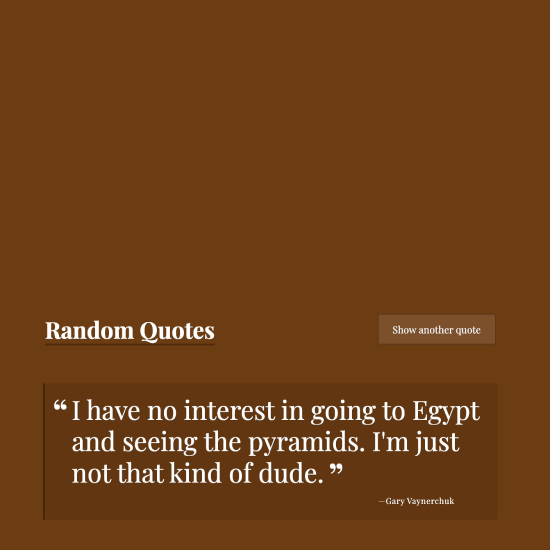 Random Quotes
Show another quote
❝ I have no interest in going to Egypt
and seeing the pyramids. I'm just
not that kind of dude. ❞
—Gary Vaynerchuk